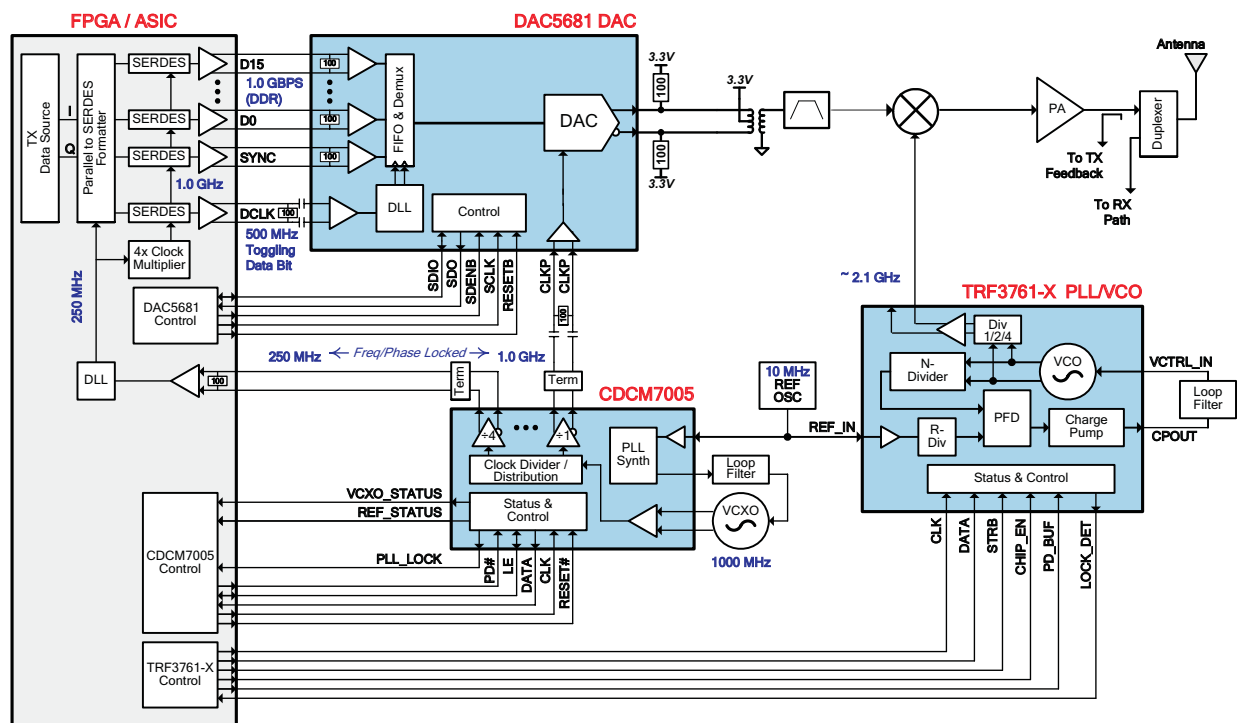 FPGA / ASIC
DAC5681 DAC
TX
Data Source
I
Q
Parallel to SERDES
Formatter
SERDES
SERDES
SERDES
SERDES
4x Clock
Multiplier
250 MHz
D15
1.0 GBPS
(DDR)
D0
SYNC
1.0 GHz
DCLK
500 MHz
Toggling
Data Bit
100
100
100
100
FIFO & Demux
DLL
Control
DAC
SDIO
SDO
SDENB
SCLK
RESETB
CLKP
CLKP
100
3.3V
100
100
3.3V
3.3V
PA
Antenna
Duplexer
To TX
Feedback
To RX
Path
DAC5681
Control
DLL
100
250 MHz
Freq/Phase Locked
1.0 GHz
Term
Term
CDCM7005
÷4
÷1
Clock Divider /
Distribution
PLL
Synth
Loop
Filter
VCXO
1000 MHz
Status &
Control
VCXO_STATUS
REF_STATUS
PLL_LOCK
PD#
LE
DATA
CLK
RESET#
CDCM7005
Control
TRF3761-X
Control
10 MHz
REF
OSC
REF_IN
~ 2.1 GHz
TRF3761-X PLL/VCO
Div
1/2/4
N-
Divider
VCO
VCTRL_IN
Loop
Filter
CPOUT
R-
Div
PFD
Charge
Pump
Status & Control
CLK
DATA
STRB
CHIP_EN
PD_BUF
LOCK_DET